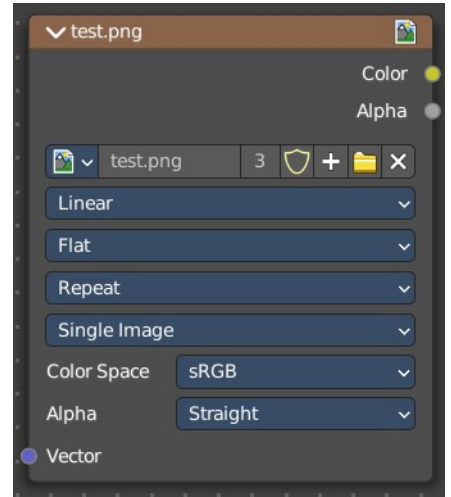 test.png
Color
Alpha
test.png 3
Linear
Flat
Repeat
Single Image
Color Space sRGB
Alpha Straight
Vector